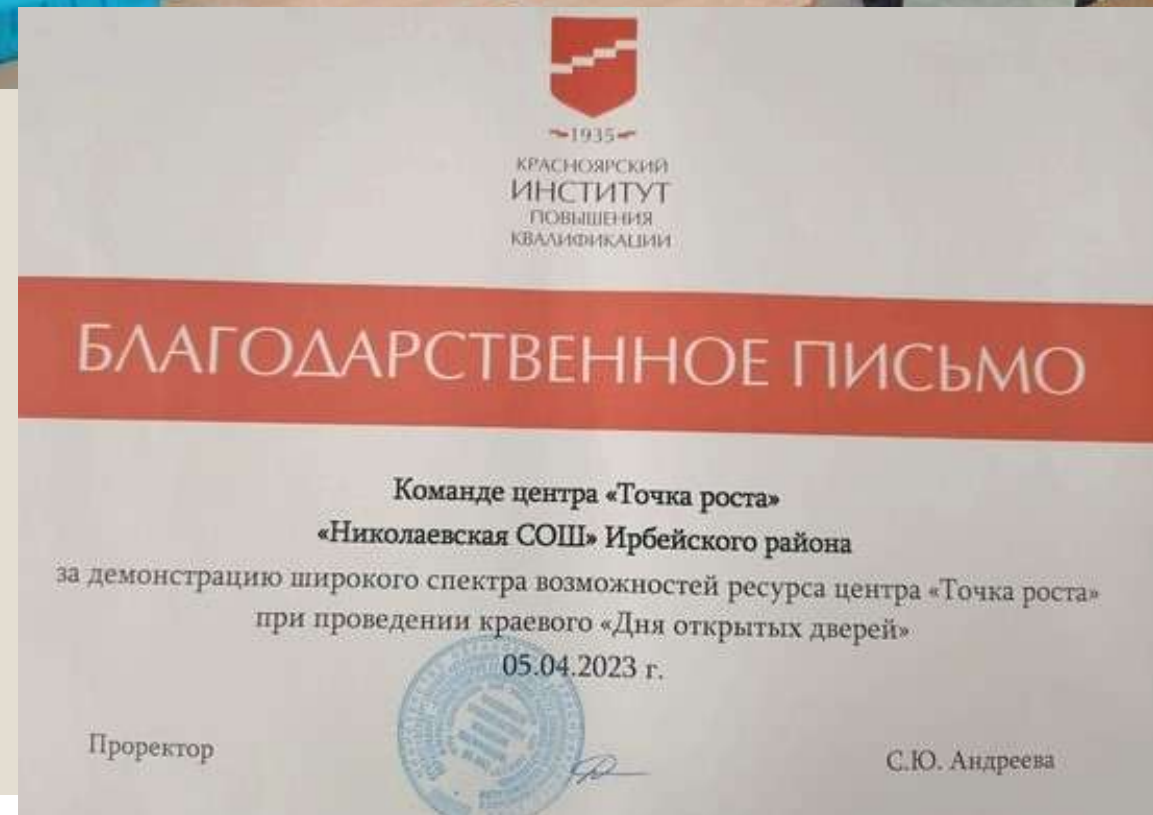 1935
КРАСНОЯРСКИЙ
ИНСТИТУТ
ПОВЫШЕНИЯ
КВАЛИФИКАЦИИ
БЛАГОДАРСТВЕННОЕ ПИСЬМО
Команде центра «Точка роста»
«Николаевская СОШ» Ирбейского района
за демонстрацию широкого спектра возможностей ресурса центра «Точка роста»
при проведении краевого «Дня открытых дверей»
05.04.2023 г.
Проректор
С.Ю. Андреева